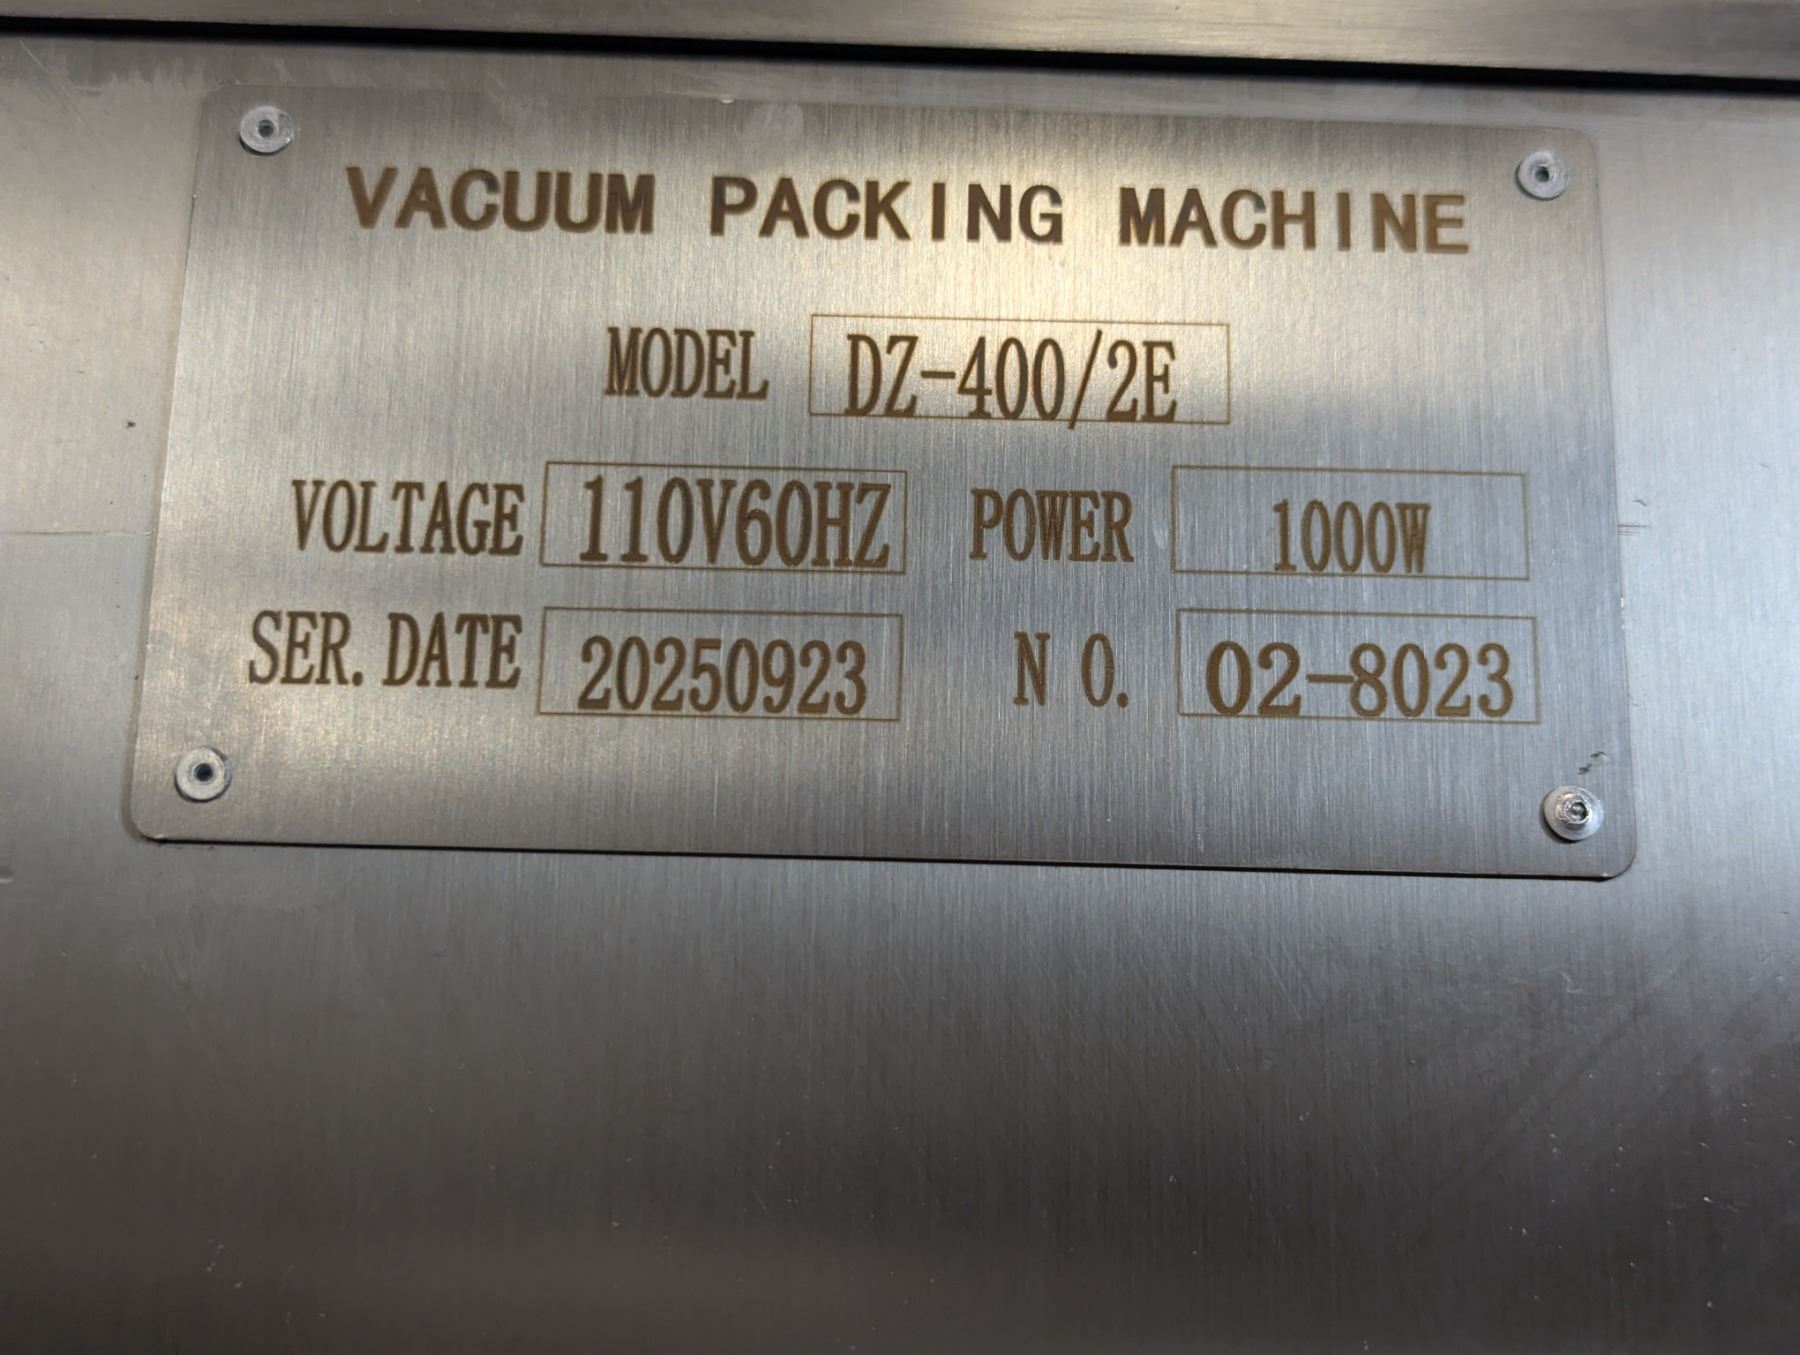 VACUUM PACKING MACHINE
MODEL DZ-400/2E
VOLTAGE 110V60HZ POWER 1000W
SER. DATE 20250923 N O. 02-8023